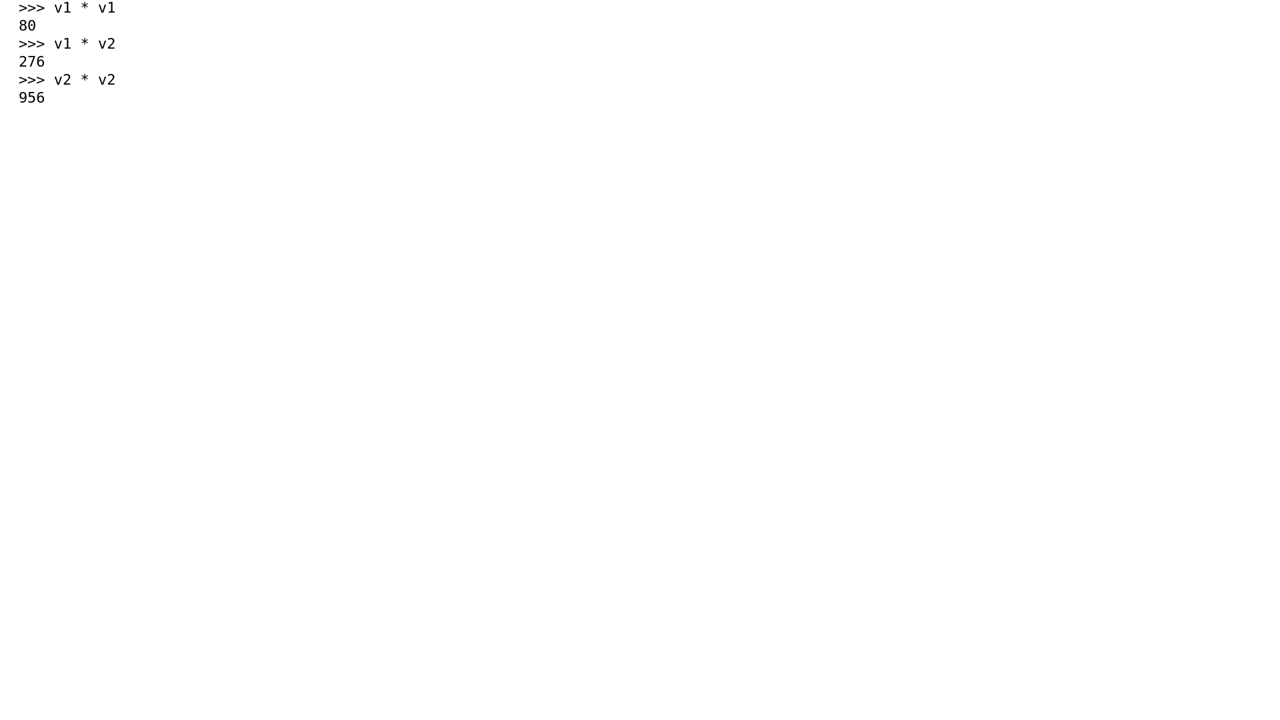 >>> v1 * v1
80
>>> v1 * v2
276
>>> v2 * v2
956